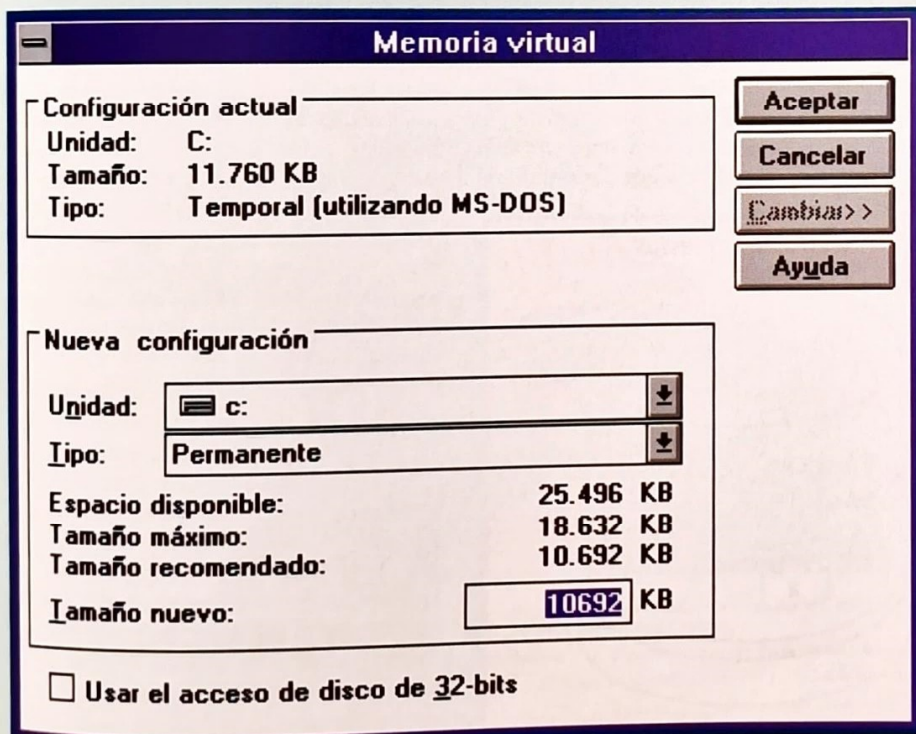 Memoria virtual
Configuración actual
Unidad: C:
Tamaño: 11.760 KB
Tipo: Temporal (utilizando MS-DOS)
Aceptar
Cancelar
Cambiar>>
Ayuda
Nueva configuración
Unidad: c:
Tipo: Permanente
Espacio disponible: 25.496 KB
Tamaño máximo: 18.632 KB
Tamaño recomendado: 10.692 KB
Tamaño nuevo: 10692 KB
Usar el acceso de disco de 32-bits